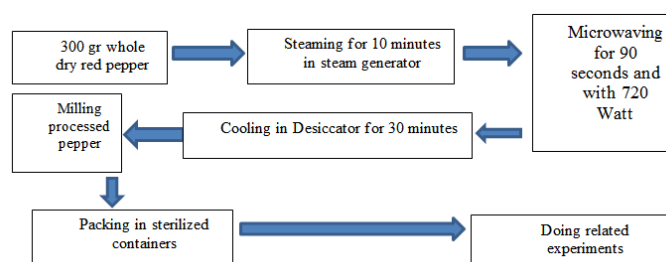 300 gr whole
dry red pepper
Steaming for 10 minutes
in steam generator
Microwaving
for 90
seconds and
with 720
Watt
Cooling in Desiccator for 30 minutes
Milling
processed
pepper
Packing in sterilized
containers
Doing related
experiments